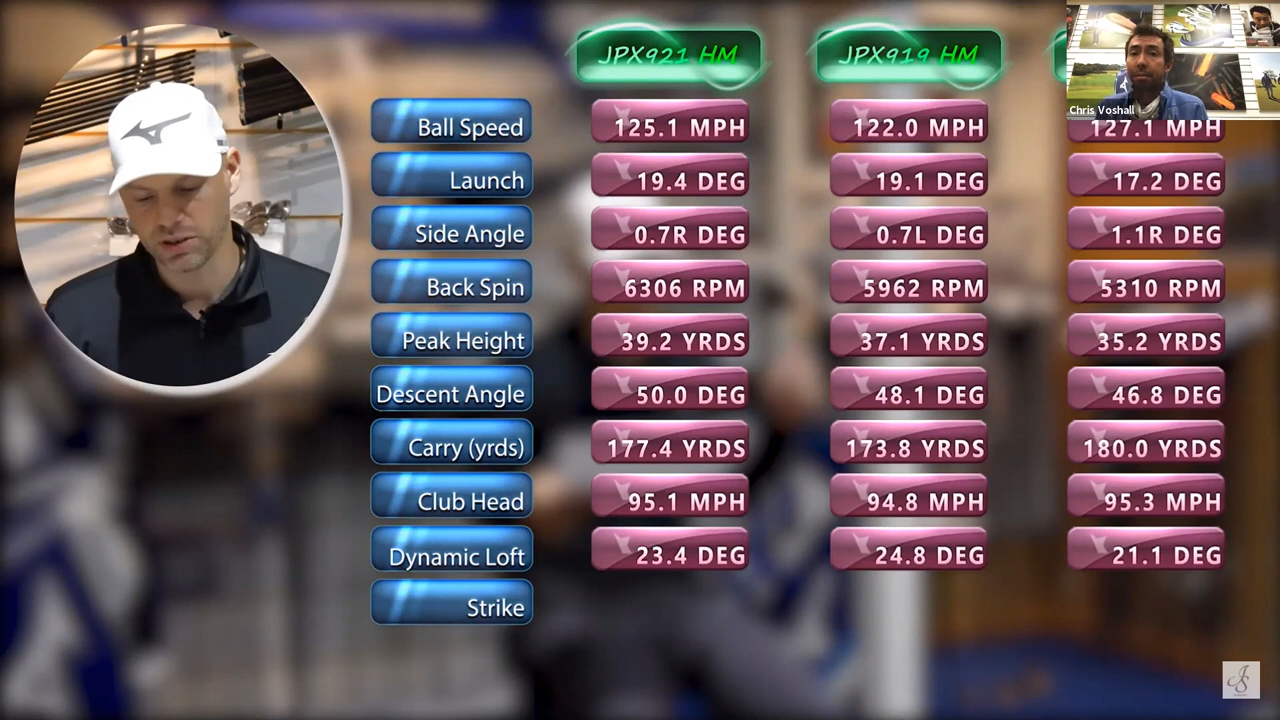 JPX921 HM JPX919 HM
Chris Voshall
Ball Speed 125.1 MPH 122.0 MPH 127.1 MPH
Launch 19.4 DEG 19.1 DEG 17.2 DEG
Side Angle 0.7R DEG 0.7L DEG 1.1R DEG
Back Spin 6306 RPM 5962 RPM 5310 RPM
Peak Height 39.2 YRDS 37.1 YRDS 35.2 YRDS
Descent Angle 50.0 DEG 48.1 DEG 46.8 DEG
Carry (yrds) 177.4 YRDS 173.8 YRDS 180.0 YRDS
Club Head 95.1 MPH 94.8 MPH 95.3 MPH
Dynamic Loft 23.4 DEG 24.8 DEG 21.1 DEG
Strike
JS